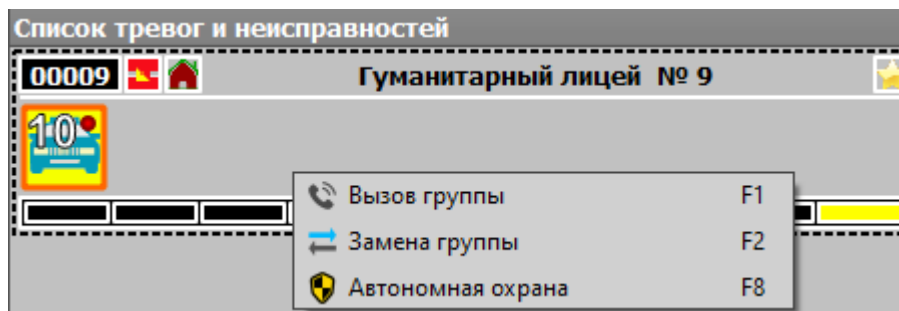 Список тревог и неисправностей
00009 Гуманитарный лицей № 9
10
Вызов группы F1
Замена группы F2
Автономная охрана F8